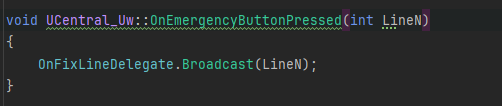 void UCentral_Uw::OnEmergencyButtonPressed(int LineN)
{
OnFixLineDelegate.Broadcast(LineN);
}